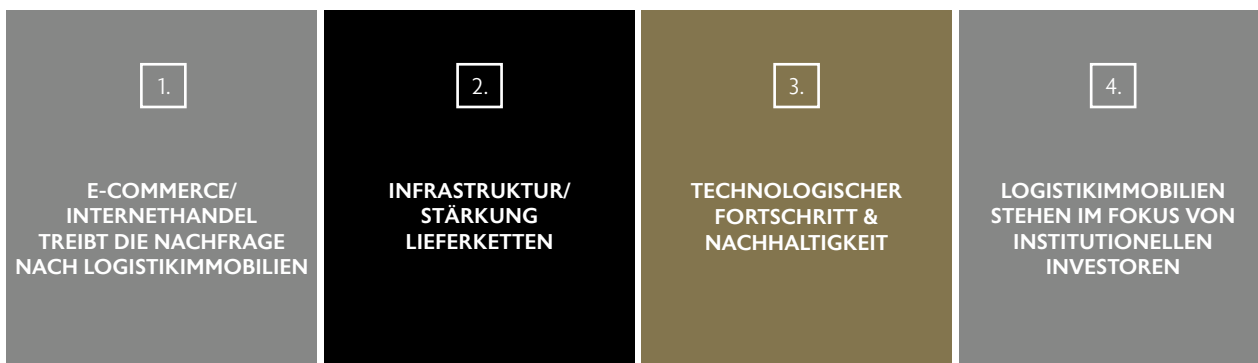 1.
E-COMMERCE/
INTERNETHANDEL
TREIBT DIE NACHFRAGE
NACH LOGISTIKIMMOBILIEN
2.
INFRASTRUKTUR/
STÄRKUNG
LIEFERKETTEN
3.
TECHNOLOGISCHER
FORTSCHRITT &
NACHHALTIGKEIT
4.
LOGISTIKIMMOBILIEN
STEHEN IM FOKUS VON
INSTITUTIONELLEN
INVESTOREN